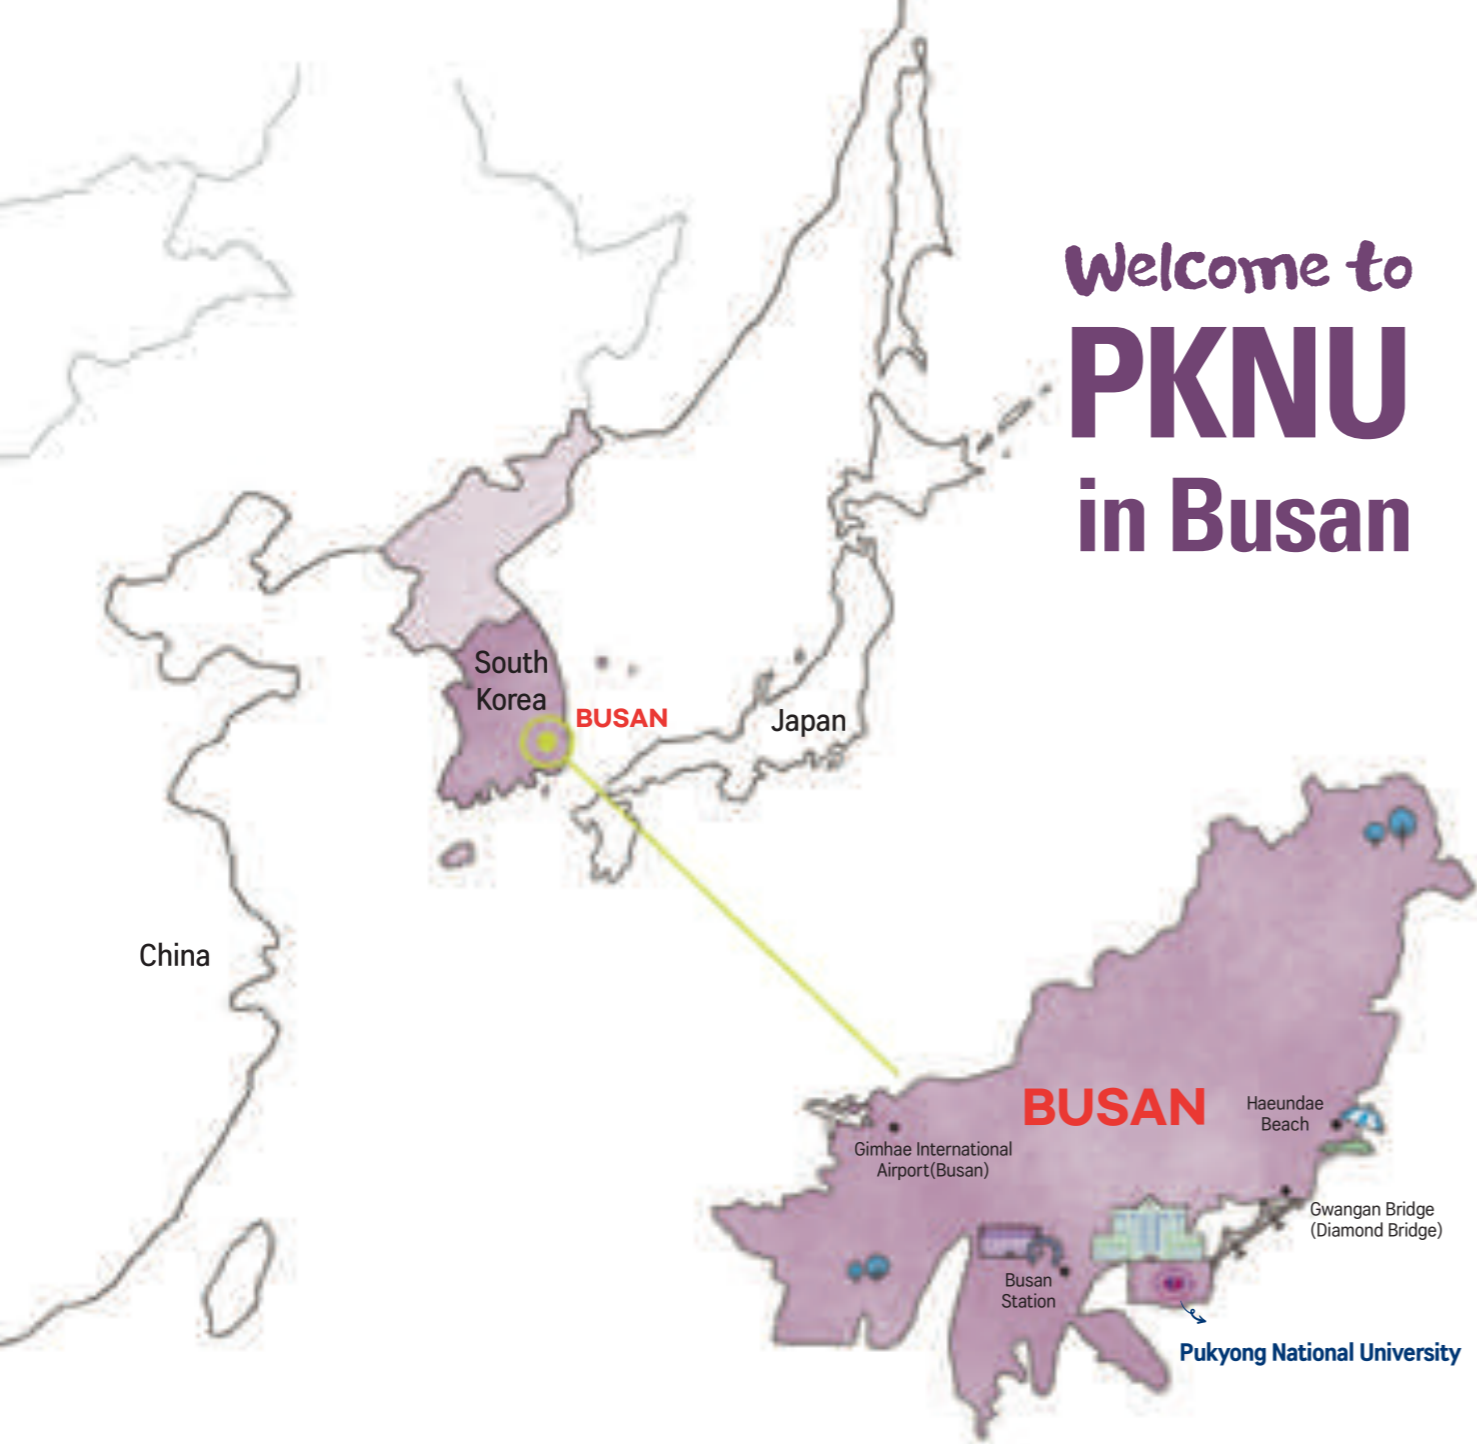 Welcome to
PKNU
in Busan
South
Korea
BUSAN
Japan
China
BUSAN
Haeundae
Beach
Gimhae International
Airport(Busan)
Gwangan Bridge
(Diamond Bridge)
Busan
Station
Pukyong National University